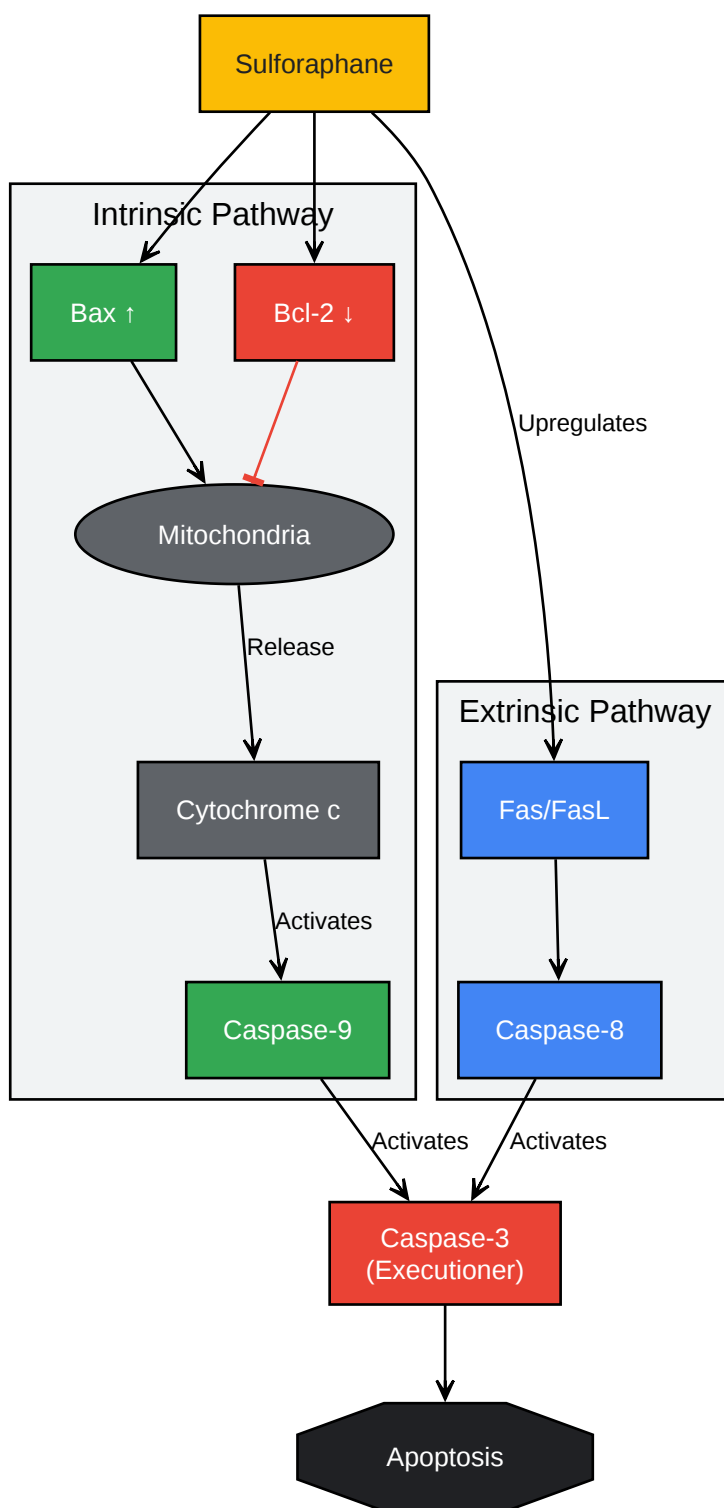 Sulforaphane
Intrinsic Pathway
Bax ↑
Bcl-2 ↓
Upregulates
Mitochondria
Release
Extrinsic Pathway
Cytochrome c
Fas/FasL
Activates
Caspase-9
Caspase-8
Activates
Activates
Caspase-3
(Executioner)
Apoptosis